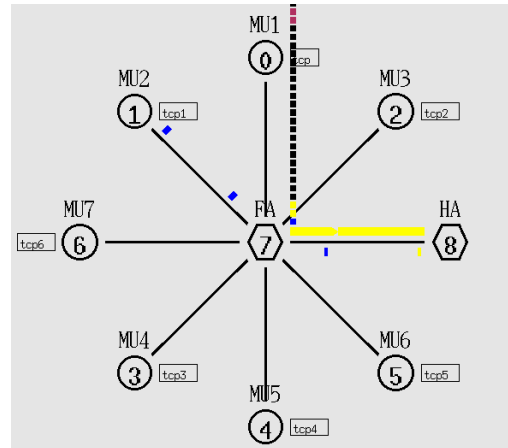 MU1
0 tcp
MU2 MU3
1 tcp1 2 tcp2
MU7 FA HA
tcp6 6 7 8
MU4 MU6
3 tcp3 5 tcp5
MU5
4 tcp4